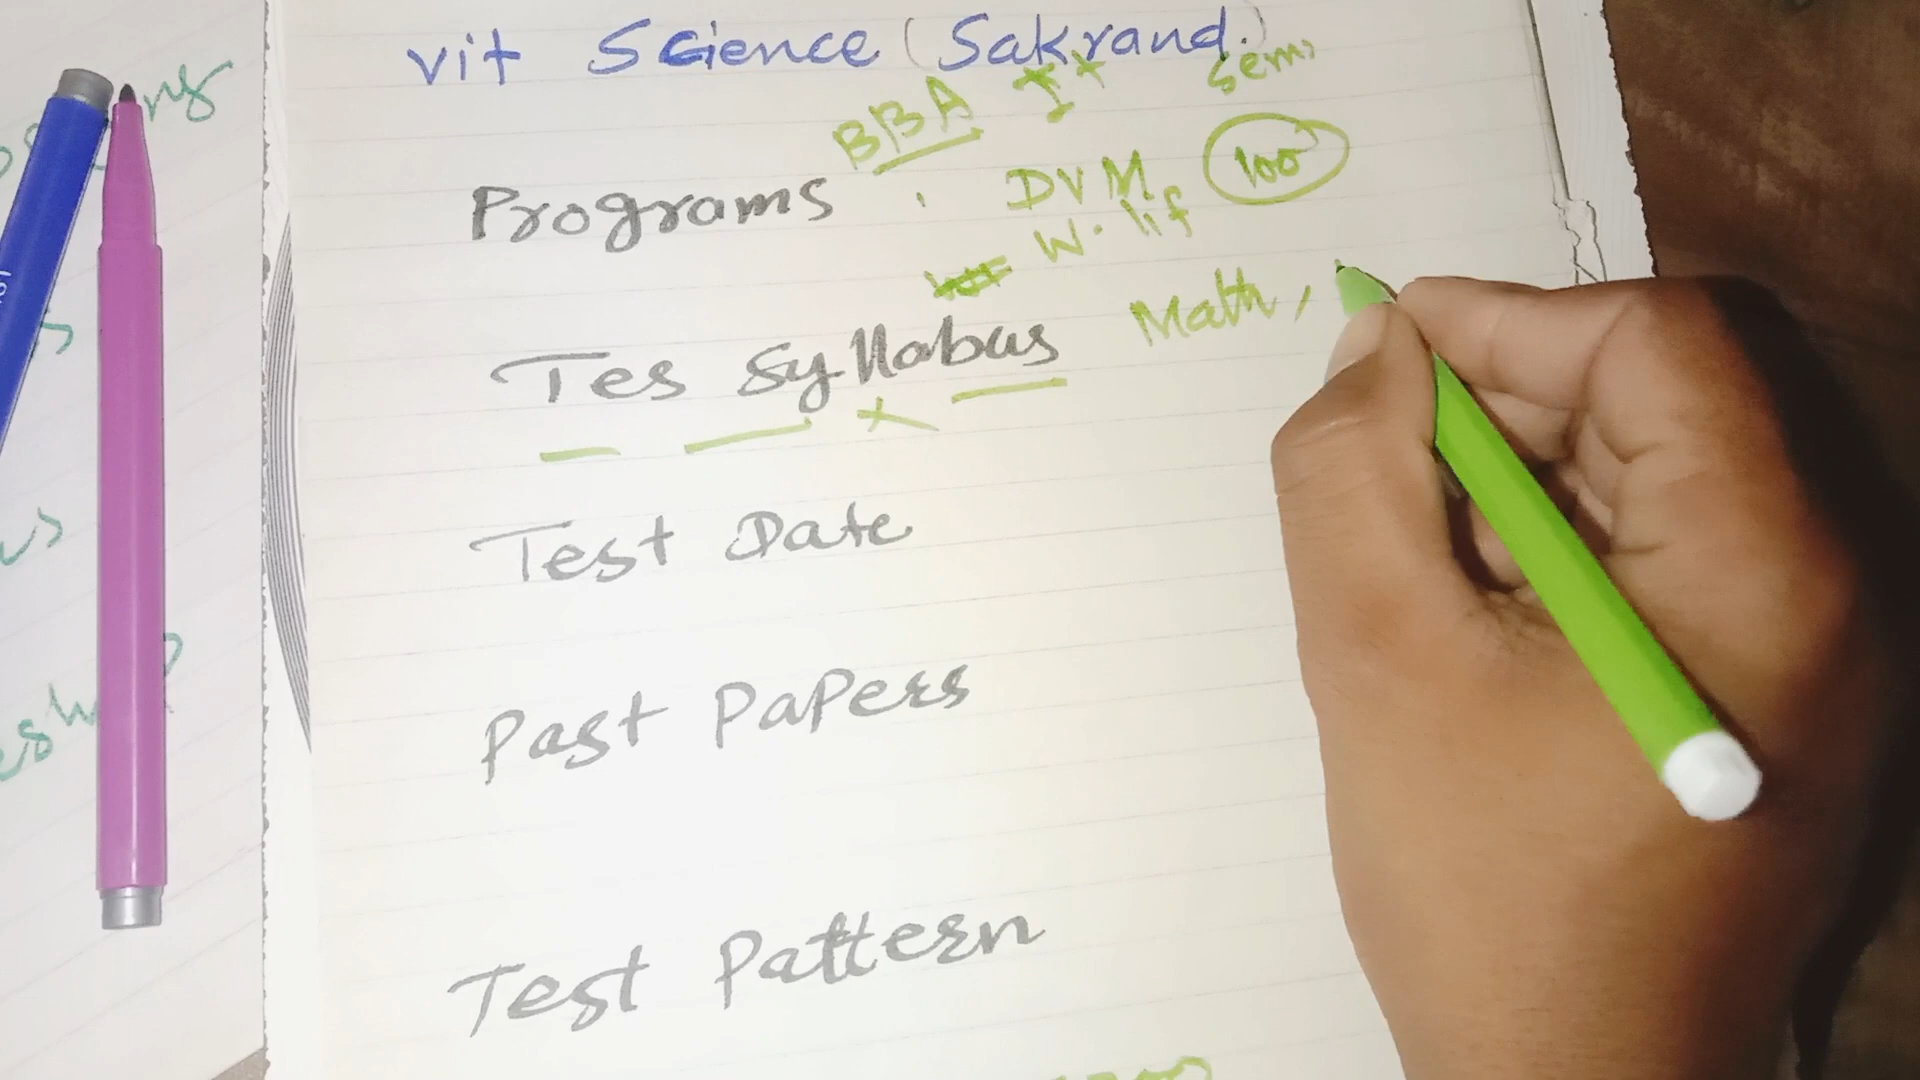 vit Science (Sakrand.)
BBA I sem
Programs DVM 100
W. lif
Math,
Tes Syllabus
Test Date
Past Papers
Test Pattern